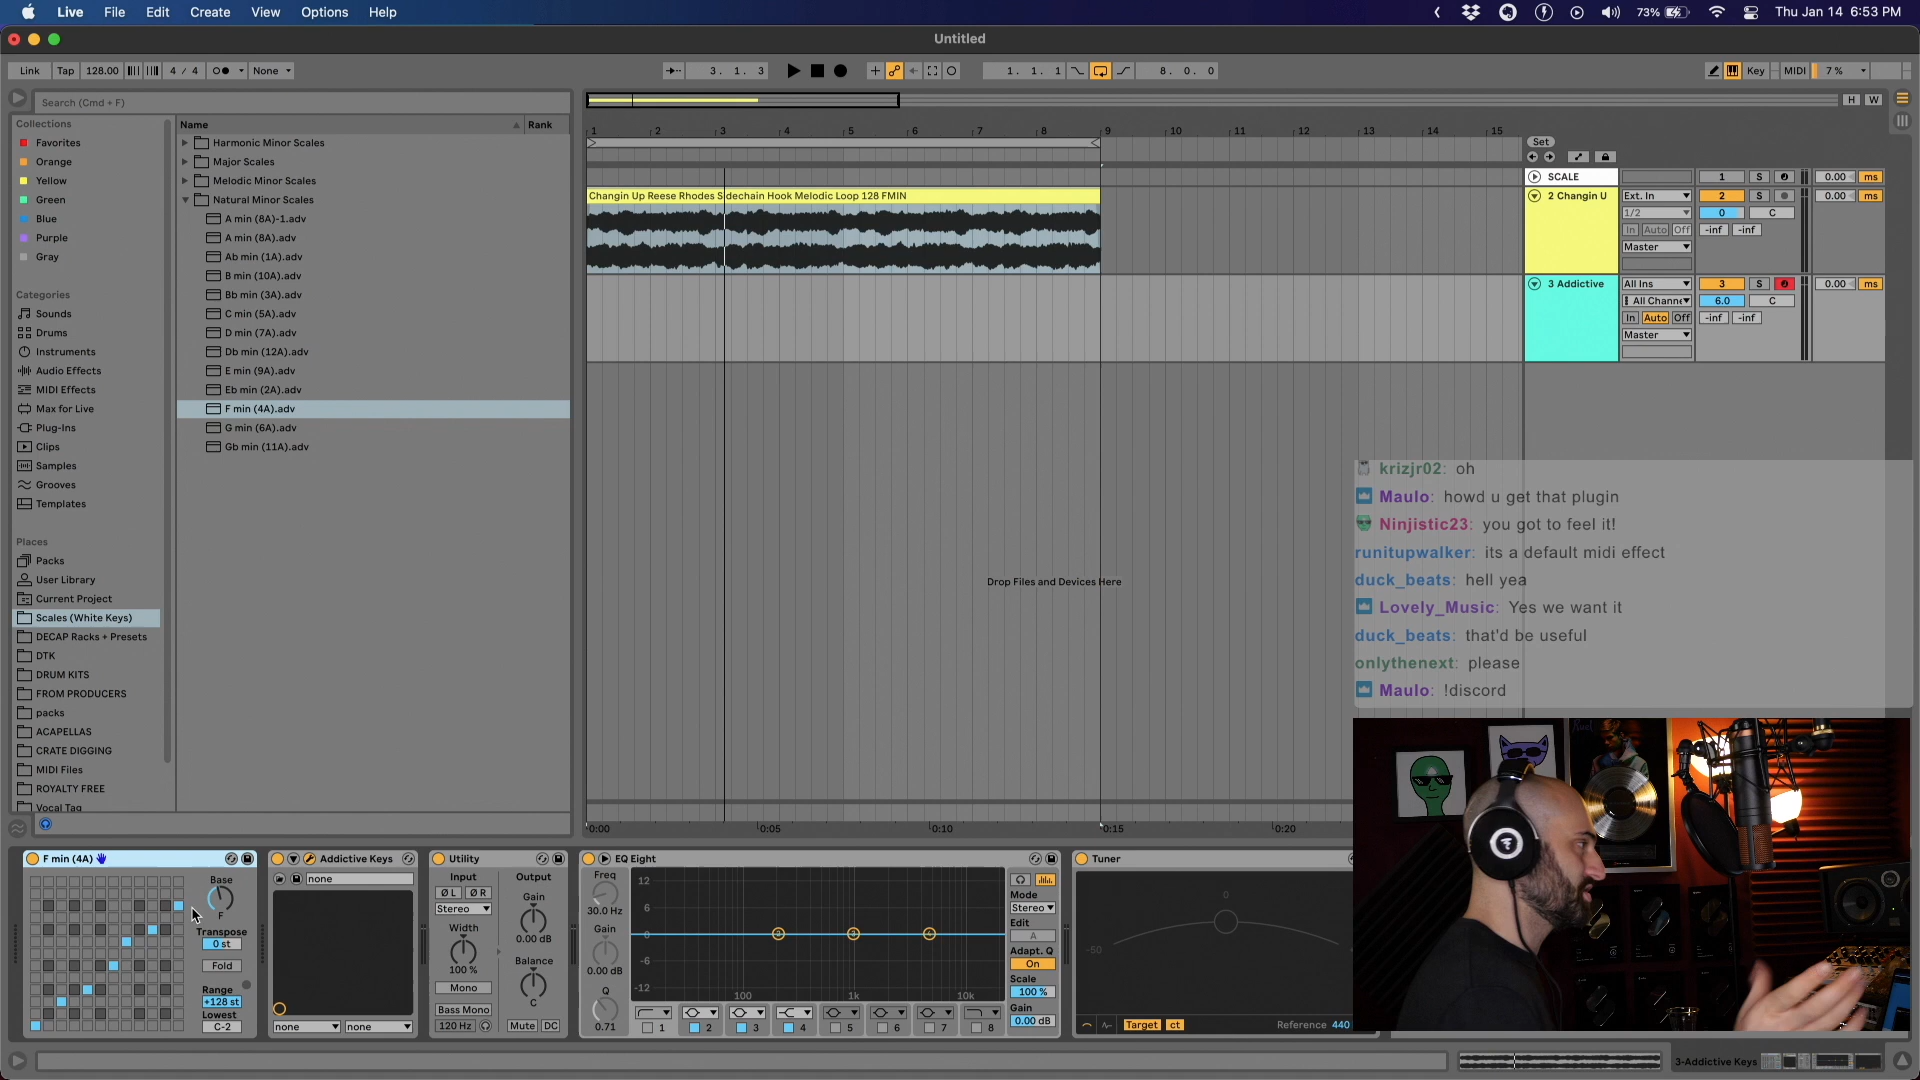 Live File Edit Create View Options Help
73% Thu Jan 14 6:53 PM
Untitled
Link Tap 128.00 4 / 4 None 3. 1. 3 1. 1. 1 8. 0. 0 Key MIDI 7 %
Search (Cmd + F)
H W
Collections
Favorites
Orange
Yellow
Green
Blue
Purple
Gray
Categories
Sounds
Drums
Instruments
Audio Effects
MIDI Effects
Max for Live
Plug-Ins
Clips
Samples
Grooves
Templates
Places
Packs
User Library
Current Project
Scales (White Keys)
DECAP Racks + Presets
DTK
DRUM KITS
FROM PRODUCERS
packs
ACAPELLAS
CRATE DIGGING
MIDI Files
ROYALTY FREE
Vocal Tag
Name Rank
Harmonic Minor Scales
Major Scales
Melodic Minor Scales
Natural Minor Scales
A min (8A)-1.adv
A min (8A).adv
Ab min (1A).adv
B min (10A).adv
Bb min (3A).adv
C min (5A).adv
D min (7A).adv
Db min (12A).adv
E min (9A).adv
Eb min (2A).adv
F min (4A).adv
G min (6A).adv
Gb min (11A).adv
1 2 3 4 5 6 7 8 9 10 11 12 13 14 15
Set
Changin Up Reese Rhodes Sidechain Hook Melodic Loop 128 FMIN
SCALE 1 S 0.00 ms
2 Changin U Ext. In 2 S 0.00 ms
1/2 0 C
In Auto Off -inf -inf
Master
3 Addictive All Ins 3 S 0.00 ms
All Channe 6.0 C
In Auto Off -inf -inf
Master
Drop Files and Devices Here
krizjr02: oh
Maulo: howd u get that plugin
Ninjistic23: you got to feel it!
runitupwalker: its a default midi effect
duck_beats: hell yea
Lovely_Music: Yes we want it
duck_beats: that'd be useful
onlythenext: please
Maulo: !discord
0:00 0:05 0:10 0:15 0:20
F min (4A)
Base
F
Transpose
0 st
Fold
Range
+128 st
Lowest
C-2
Addictive Keys
none
none none
Utility
Input Output
Ø L Ø R Gain
Stereo
Width 0.00 dB
100 % Balance
Mono
Bass Mono C
120 Hz Mute DC
EQ Eight
Freq
30.0 Hz
Gain
0.00 dB
Q
0.71
12
6
0
-6
-12
100 1k 10k
1 2 3 4 5 6 7 8
Mode
Stereo
Edit
A
Adapt. Q
On
Scale
100 %
Gain
0.00 dB
Tuner
0
-50
Target ct Reference 440
3-Addictive Keys